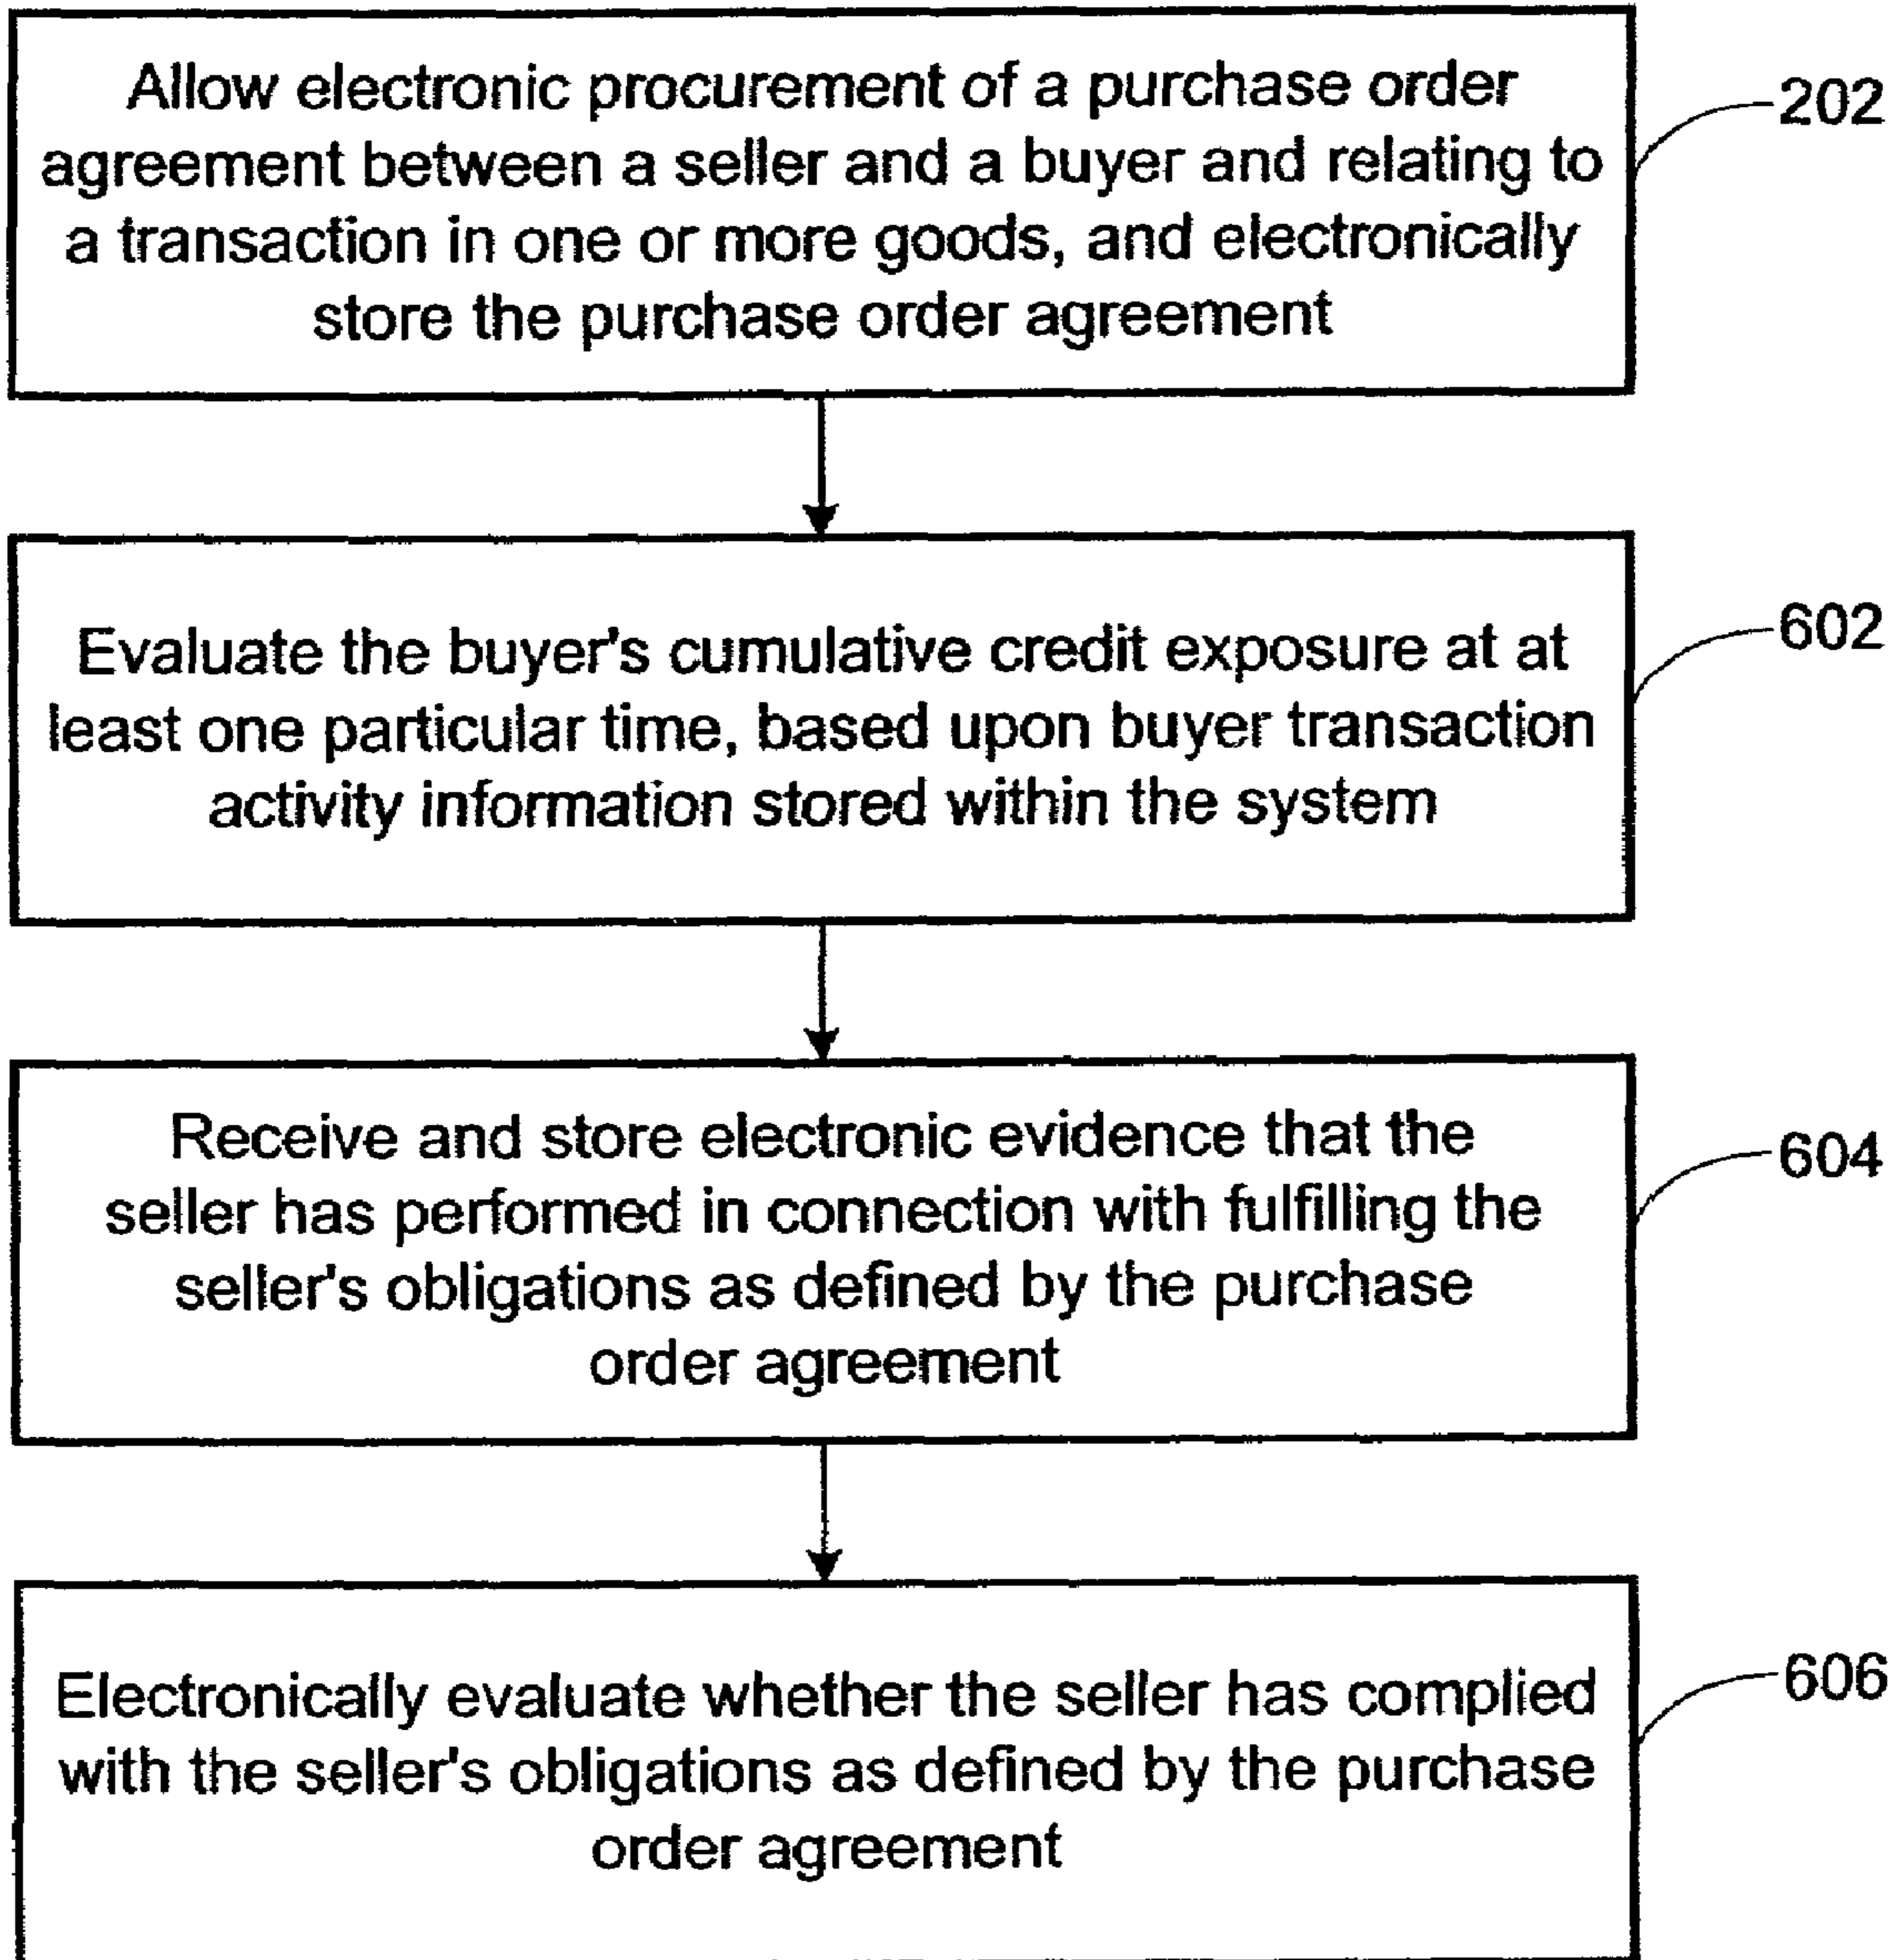 Allow electronic procurement of a purchase order
agreement between a seller and a buyer and relating to
a transaction in one or more goods, and electronically
store the purchase order agreement
202
Evaluate the buyer's cumulative credit exposure at at
least one particular time, based upon buyer transaction
activity information stored within the system
602
Receive and store electronic evidence that the
seller has performed in connection with fulfilling the
seller's obligations as defined by the purchase
order agreement
604
Electronically evaluate whether the seller has complied
with the seller's obligations as defined by the purchase
order agreement
606